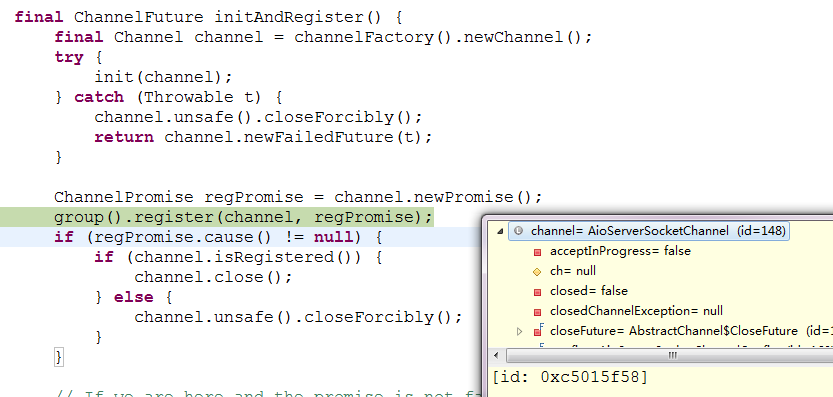 final ChannelFuture initAndRegister() {
final Channel channel = channelFactory().newChannel();
try {
init(channel);
} catch (Throwable t) {
channel.unsafe().closeForcibly();
return channel.newFailedFuture(t);
}
ChannelPromise regPromise = channel.newPromise();
group().register(channel, regPromise);
if (regPromise.cause() != null) {
if (channel.isRegistered()) {
channel.close();
} else {
channel.unsafe().closeForcibly();
}
}
// If we are here and the promise is not
channel= AioServerSocketChannel (id=148)
acceptInProgress= false
ch= null
closed= false
closedChannelException= null
closeFuture= AbstractChannel$CloseFuture (id=
[id: 0xc5015f58]